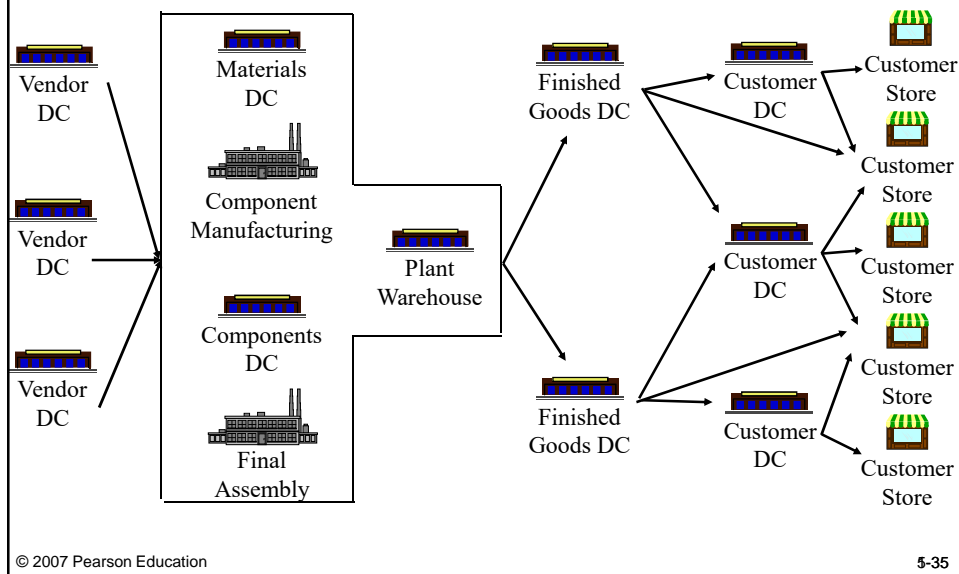 Vendor
DC
Vendor
DC
Vendor
DC
Materials
DC
Component
Manufacturing
Components
DC
Final
Assembly
Plant
Warehouse
Finished
Goods DC
Finished
Goods DC
Customer
DC
Customer
DC
Customer
DC
Customer
Store
Customer
Store
Customer
Store
Customer
Store
Customer
Store
© 2007 Pearson Education
5-35